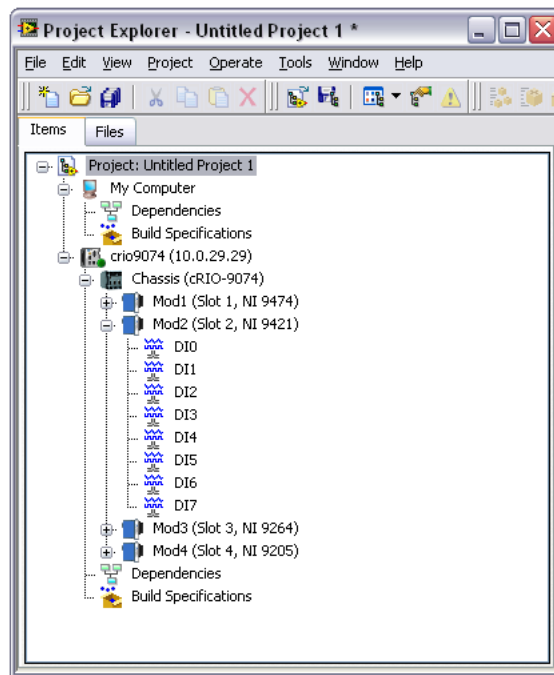 Project Explorer - Untitled Project 1 *
File Edit View Project Operate Tools Window Help
Items Files
Project: Untitled Project 1
My Computer
Dependencies
Build Specifications
crio9074 (10.0.29.29)
Chassis (cRIO-9074)
Mod1 (Slot 1, NI 9474)
Mod2 (Slot 2, NI 9421)
DI0
DI1
DI2
DI3
DI4
DI5
DI6
DI7
Mod3 (Slot 3, NI 9264)
Mod4 (Slot 4, NI 9205)
Dependencies
Build Specifications